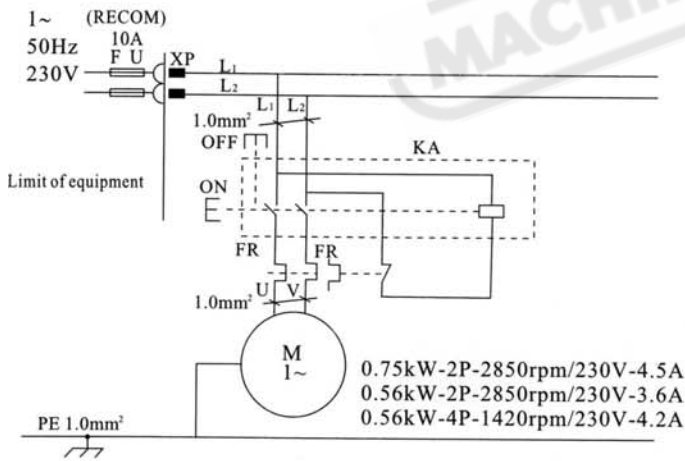 1~ (RECOM)
50Hz 10A
F U XP
230V L1
L2
L1 L2
1.0mm²
OFF KA
Limit of equipment
ON
FR FR
U V
1.0mm²
M
1~
0.75kW-2P-2850rpm/230V-4.5A
0.56kW-2P-2850rpm/230V-3.6A
0.56kW-4P-1420rpm/230V-4.2A
PE 1.0mm²
MACHIN